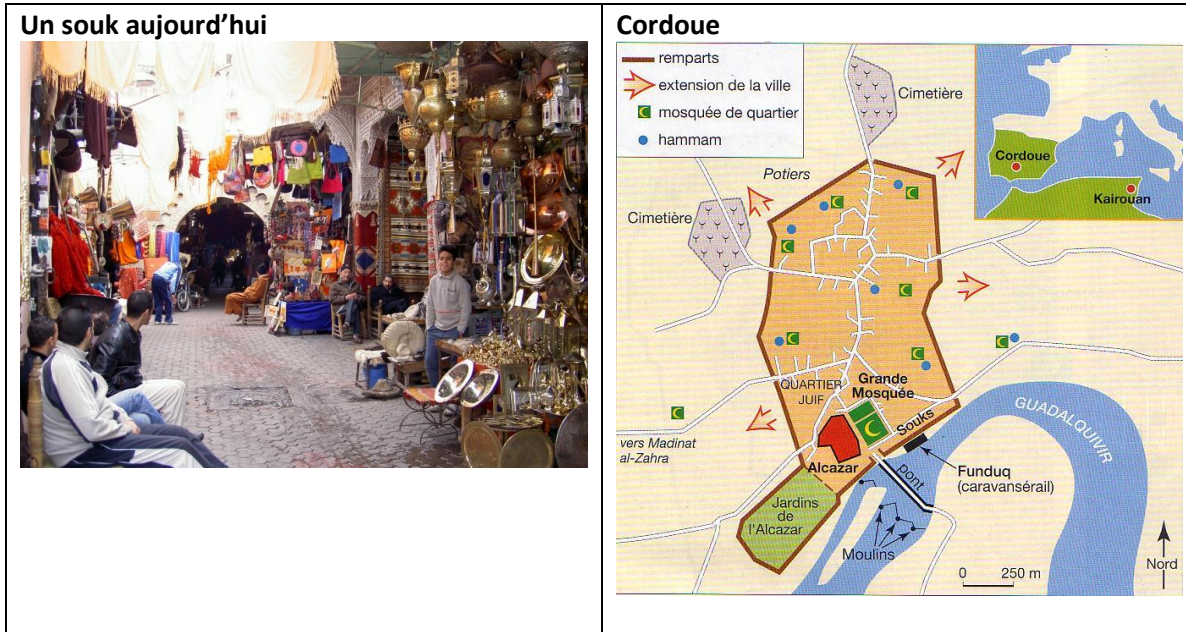 Un souk aujourd’hui
Cordoue
remparts
extension de la ville
mosquée de quartier
hammam
Cimetière
Cordoue
Kairouan
Potiers
Cimetière
QUARTIER
JUIF
Grande
Mosquée
Souks
GUADALQUIVIR
vers Madinat
al-Zahra
Alcazar
pont
Funduq
(caravansérail)
Jardins
de
l'Alcazar
Moulins
0 250 m
Nord